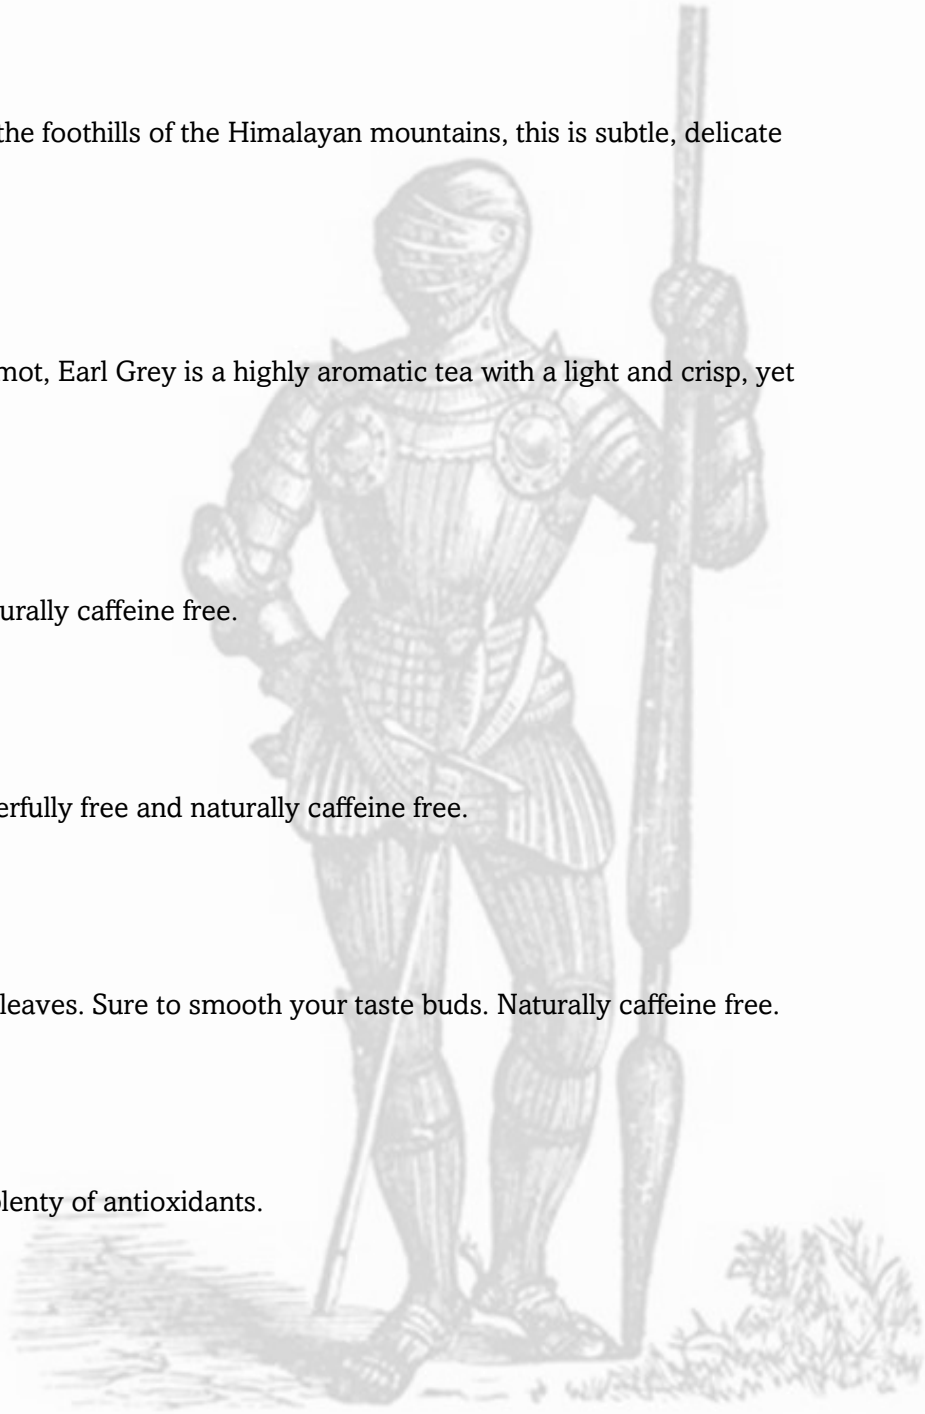 the foothills of the Himalayan mountains, this is subtle, delicate
mot, Earl Grey is a highly aromatic tea with a light and crisp, yet
urally caffeine free.
erfully free and naturally caffeine free.
leaves. Sure to smooth your taste buds. Naturally caffeine free.
plenty of antioxidants.